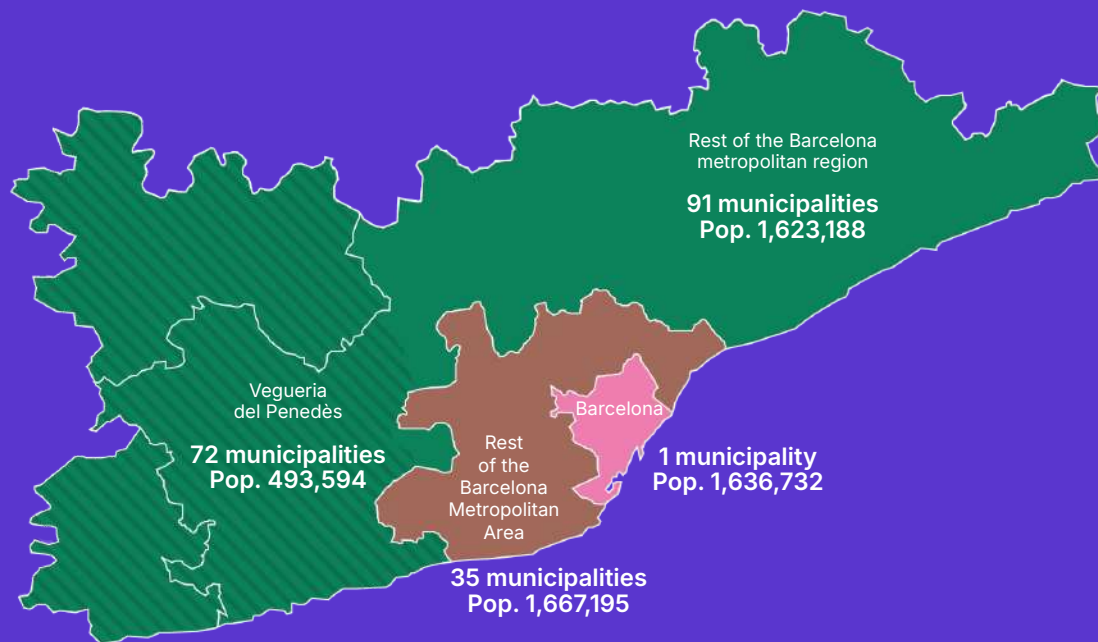 Rest of the Barcelona
metropolitan region
91 municipalities
Pop. 1,623,188
Vegueria
del Penedès
72 municipalities
Pop. 493,594
Barcelona
1 municipality
Pop. 1,636,732
Rest
of the
Barcelona
Metropolitan
Area
35 municipalities
Pop. 1,667,195